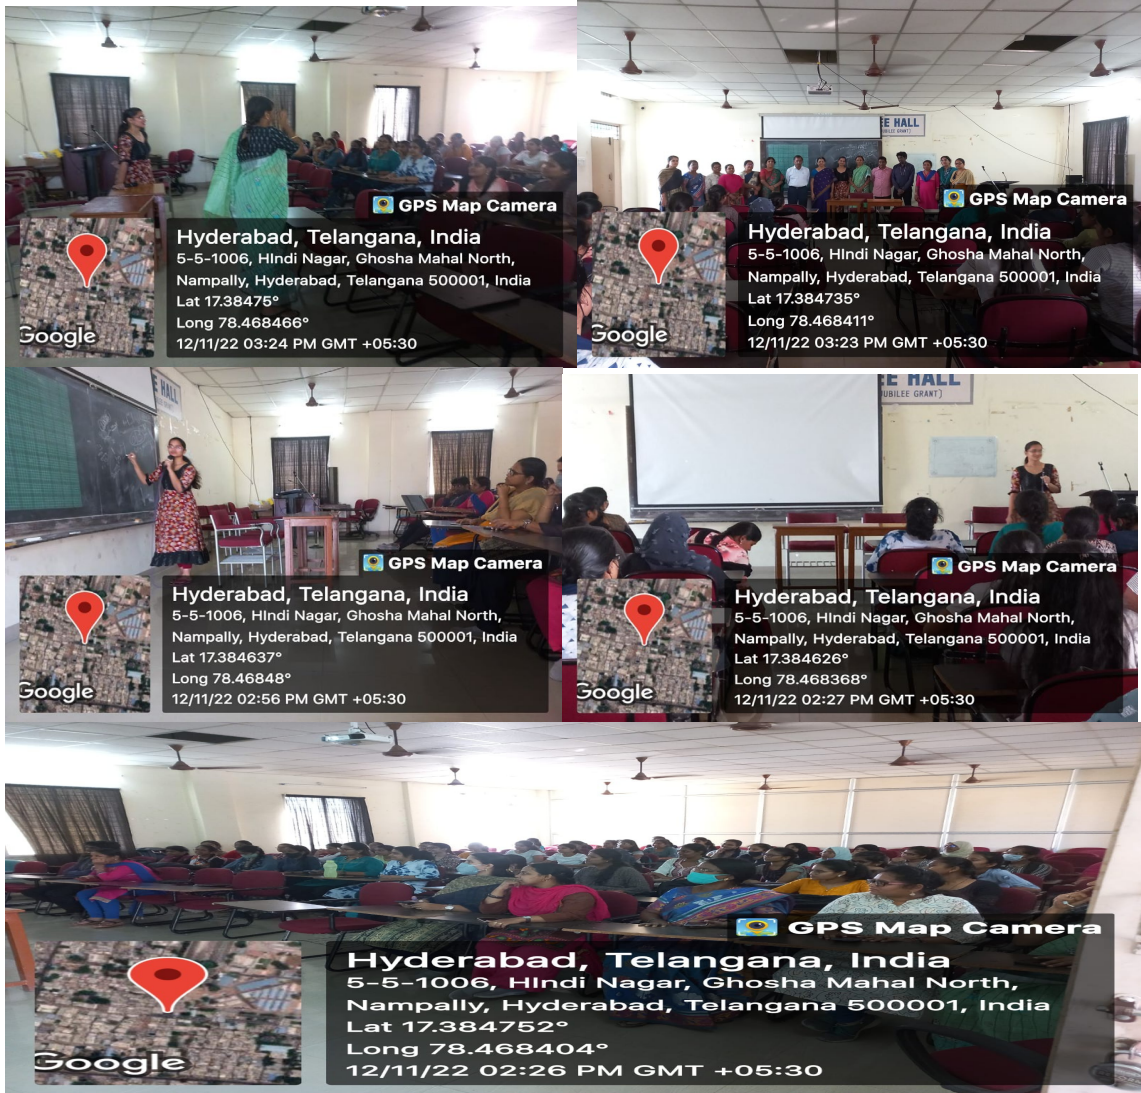 GPS Map Camera
Hyderabad, Telangana, India
5-5-1006, HIndi Nagar, Ghosha Mahal North,
Nampally, Hyderabad, Telangana 500001, India
Lat 17.38475°
Long 78.468466°
12/11/22 03:24 PM GMT +05:30
Google
EE HALL
JUBILEE GRANT)
GPS Map Camera
Hyderabad, Telangana, India
5-5-1006, HIndi Nagar, Ghosha Mahal North,
Nampally, Hyderabad, Telangana 500001, India
Lat 17.384735°
Long 78.468411°
12/11/22 03:23 PM GMT +05:30
Google
E HALL
GPS Map Camera
Hyderabad, Telangana, India
5-5-1006, HIndi Nagar, Ghosha Mahal North,
Nampally, Hyderabad, Telangana 500001, India
Lat 17.384637°
Long 78.46848°
12/11/22 02:56 PM GMT +05:30
Google
EE HALL
JUBILEE GRANT)
GPS Map Camera
Hyderabad, Telangana, India
5-5-1006, HIndi Nagar, Ghosha Mahal North,
Nampally, Hyderabad, Telangana 500001, India
Lat 17.384626°
Long 78.468368°
12/11/22 02:27 PM GMT +05:30
Google
GPS Map Camera
Hyderabad, Telangana, India
5-5-1006, HIndi Nagar, Ghosha Mahal North,
Nampally, Hyderabad, Telangana 500001, India
Lat 17.384752°
Long 78.468404°
12/11/22 02:26 PM GMT +05:30
Google